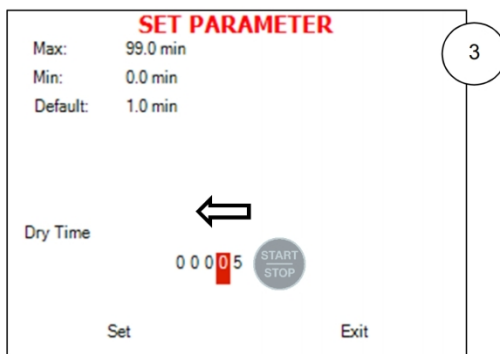 SET PARAMETER
Max: 99.0 min
Min: 0.0 min
Default: 1.0 min
3
Dry Time
0 0 0 0 5
START
STOP
Set Exit